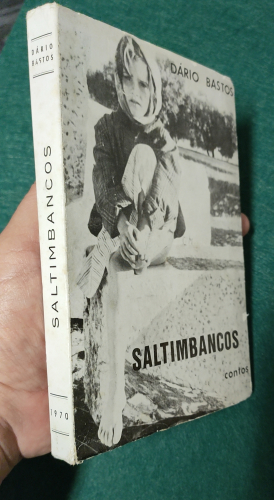 DÁRIO
BASTOS
SALTIMBANCOS
1970
DÁRIO BASTOS
SALTIMBANCOS
contos